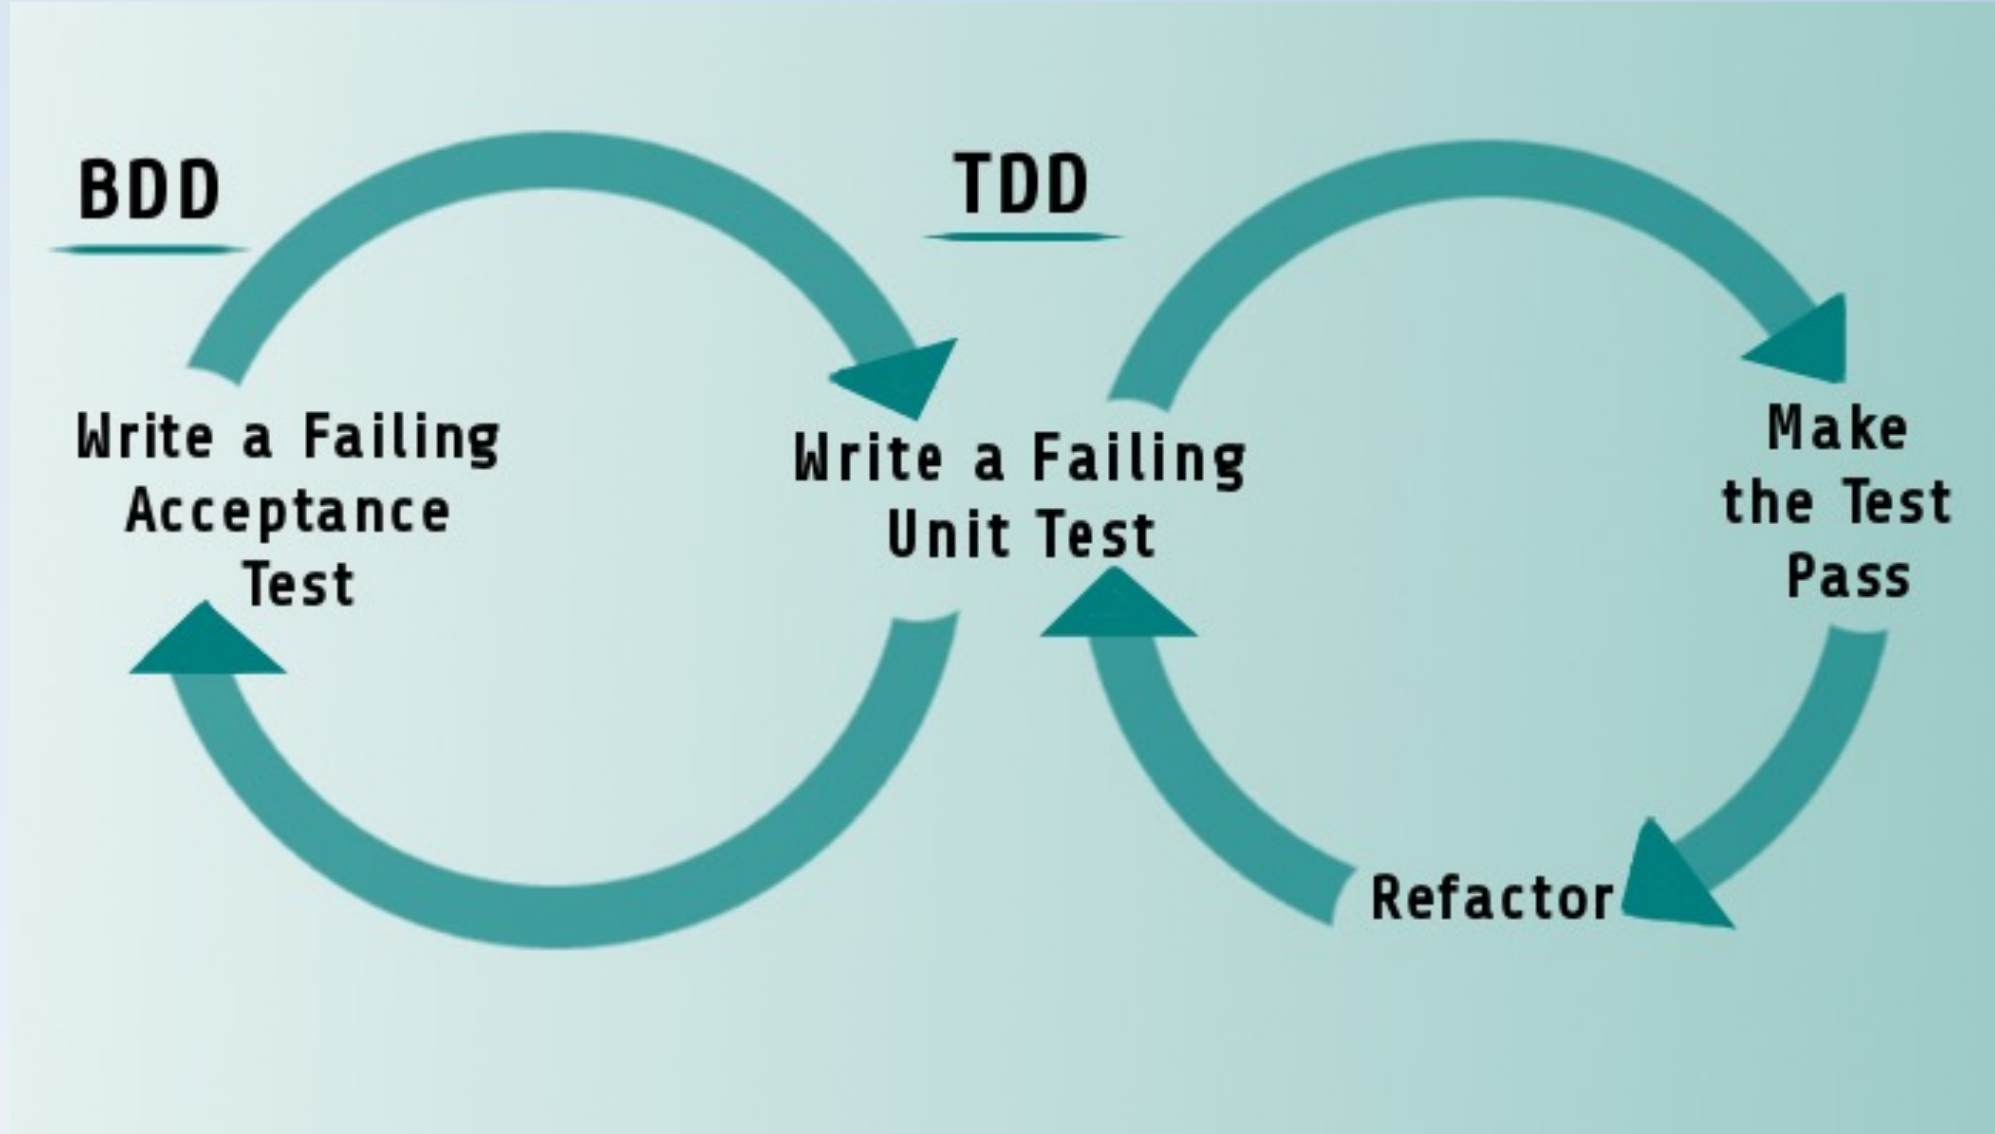 BDD
TDD
Write a Failing
Acceptance
Test
Write a Failing
Unit Test
Make
the Test
Pass
Refactor